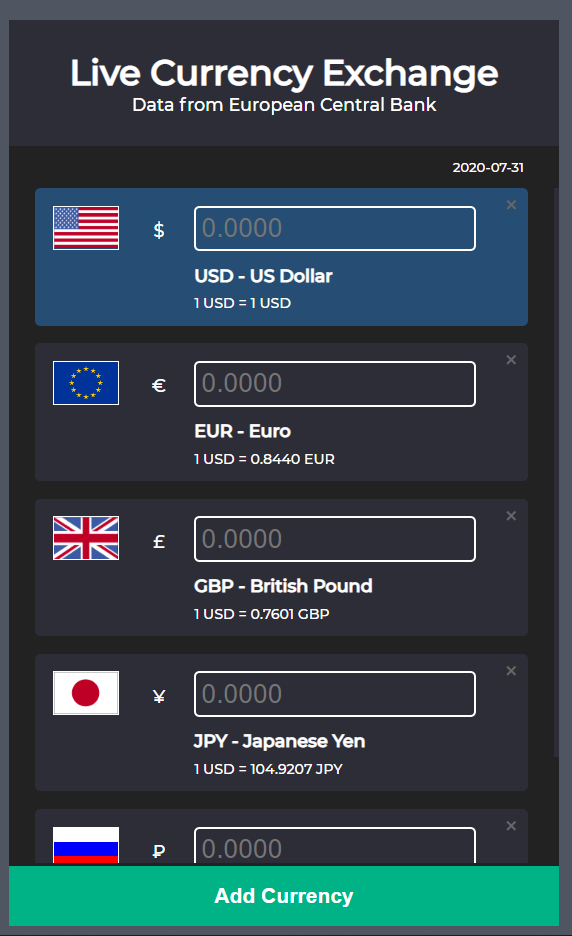 Live Currency Exchange
Data from European Central Bank
2020-07-31
×
$ 0.0000
USD - US Dollar
1 USD = 1 USD
×
€ 0.0000
EUR - Euro
1 USD = 0.8440 EUR
×
£ 0.0000
GBP - British Pound
1 USD = 0.7601 GBP
×
¥ 0.0000
JPY - Japanese Yen
1 USD = 104.9207 JPY
×
₽ 0.0000
Add Currency